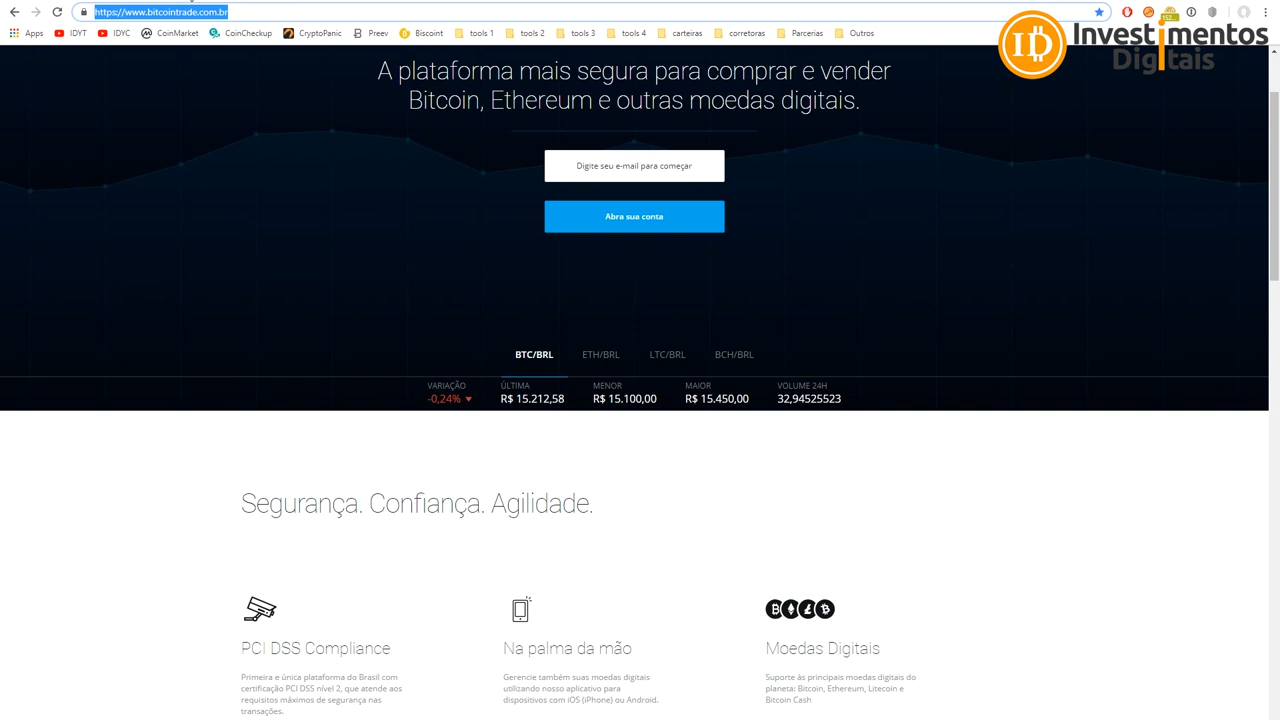 https://www.bitcointrade.com.br
Apps IDYT IDYC CoinMarket CoinCheckup CryptoPanic Preev Biscoint tools 1 tools 2 tools 3 tools 4 carteiras corretoras Parcerias Outros
ID Investimentos
Digitais
A plataforma mais segura para comprar e vender
Bitcoin, Ethereum e outras moedas digitais.
Digite seu e-mail para começar
Abra sua conta
BTC/BRL ETH/BRL LTC/BRL BCH/BRL
VARIAÇÃO ÚLTIMA MENOR MAIOR VOLUME 24H
-0,24% R$ 15.212,58 R$ 15.100,00 R$ 15.450,00 32,94525523
Segurança. Confiança. Agilidade.
PCI DSS Compliance
Primeira e única plataforma do Brasil com
certificação PCI DSS nível 2, que atende aos
requisitos máximos de segurança nas
transações.
Na palma da mão
Gerencie também suas moedas digitais
utilizando nosso aplicativo para
dispositivos com iOS (iPhone) ou Android.
Moedas Digitais
Suporte às principais moedas digitais do
planeta: Bitcoin, Ethereum, Litecoin e
Bitcoin Cash